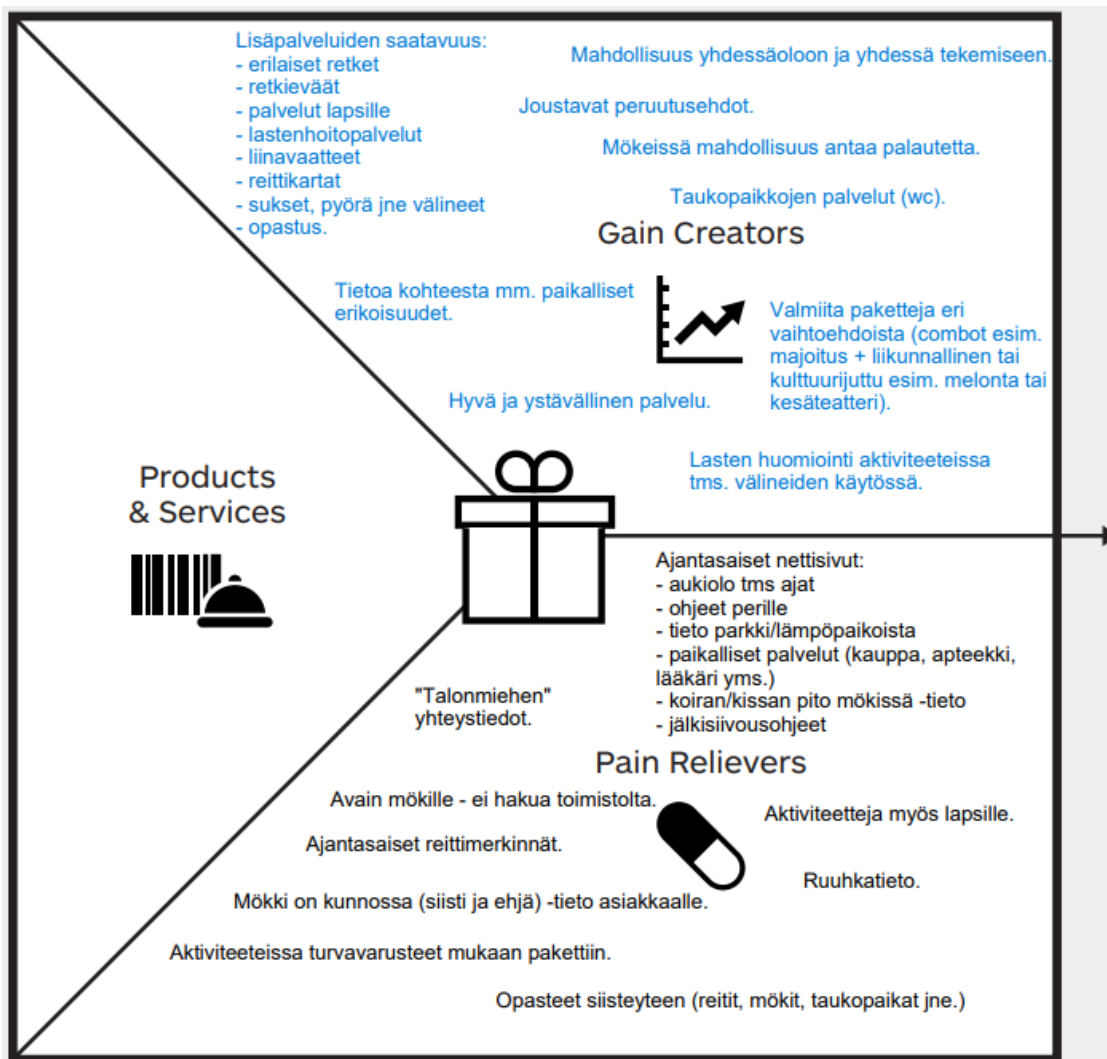 Lisäpalveluiden saatavuus:
- erilaiset retket
- retkieväät
- palvelut lapsille
- lastenhoitopalvelut
- liinavaatteet
- reittikartat
- sukset, pyörä jne välineet
- opastus.
Mahdollisuus yhdessäoloon ja yhdessä tekemiseen.
Joustavat peruutusehdot.
Mökeissä mahdollisuus antaa palautetta.
Taukopaikkojen palvelut (wc).
Gain Creators
Tietoa kohteesta mm. paikalliset
erikoisuudet.
Valmiita paketteja eri
vaihtoehdoista (combot esim.
majoitus + liikunnallinen tai
kulttuurijuttu esim. melonta tai
kesäteatteri).
Hyvä ja ystävällinen palvelu.
Lasten huomiointi aktiviteeteissa
tms. välineiden käytössä.
Products
& Services
Ajantasaiset nettisivut:
- aukiolo tms ajat
- ohjeet perille
- tieto parkki/lämpöpaikoista
- paikalliset palvelut (kauppa, apteekki,
lääkäri yms.)
- koiran/kissan pito mökissä -tieto
- jälkisiivousohjeet
"Talonmiehen"
yhteystiedot.
Pain Relievers
Avain mökille - ei hakua toimistolta.
Aktiviteetteja myös lapsille.
Ajantasaiset reittimerkinnät.
Ruuhkatieto.
Mökki on kunnossa (siisti ja ehjä) -tieto asiakkaalle.
Aktiviteeteissa turvavarusteet mukaan pakettiin.
Opasteet siisteyteen (reitit, mökit, taukopaikat jne.)